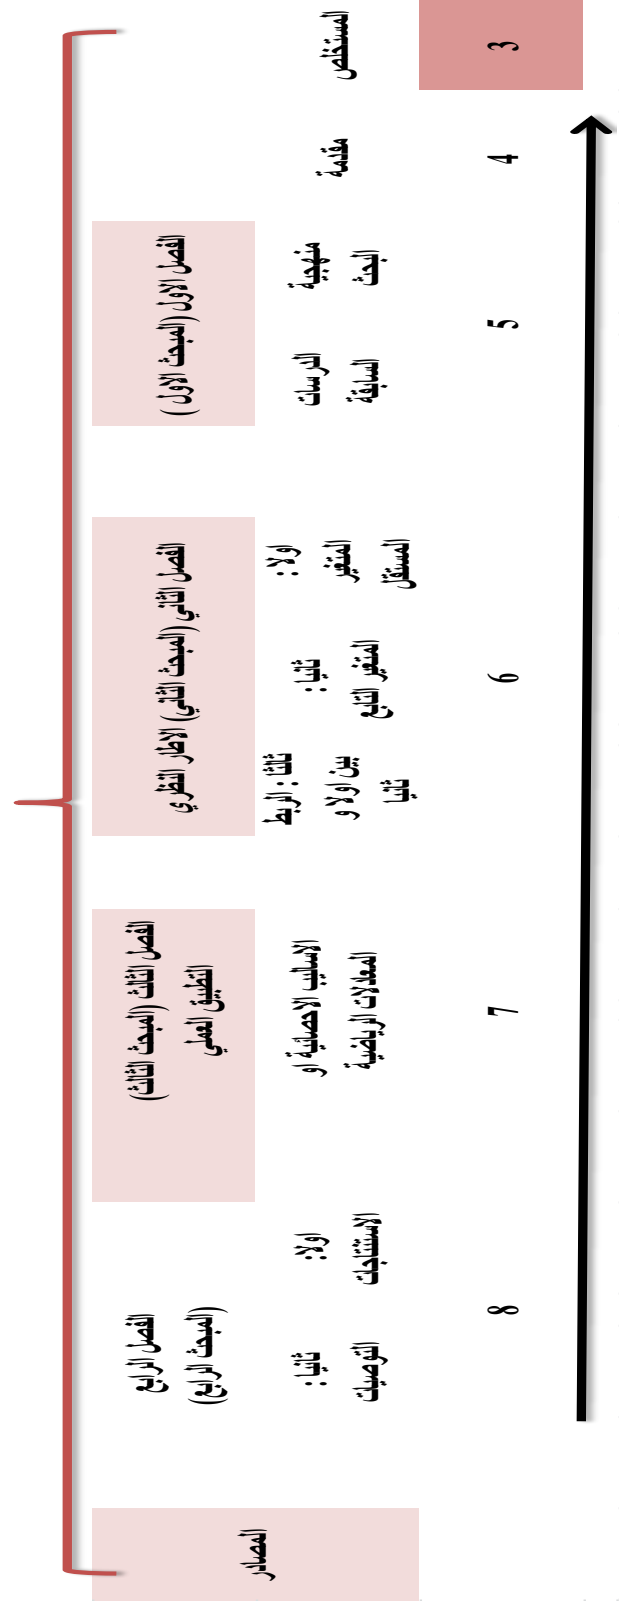 المستخلص
3
مقدمة
4
الفصل الاول (المبحث الاول )
منهجية
البحث
الدرسات
السابقة
5
الفصل الثاني (المبحث الثاني) الاطار النظري
اولا :
المتغير
المستقل
ثانيا :
المتغير التابع
ثالثا : الربط
بين اولا و
ثانيا
6
الفصل الثالث (المبحث الثالث)
التطبيق العملي
الاساليب الاحصائية او
المعادلات الرياضية
7
الفصل الرابع
(المبحث الرابع)
اولا:
الاستنتاجات
ثانيا :
التوصيات
8
المصادر